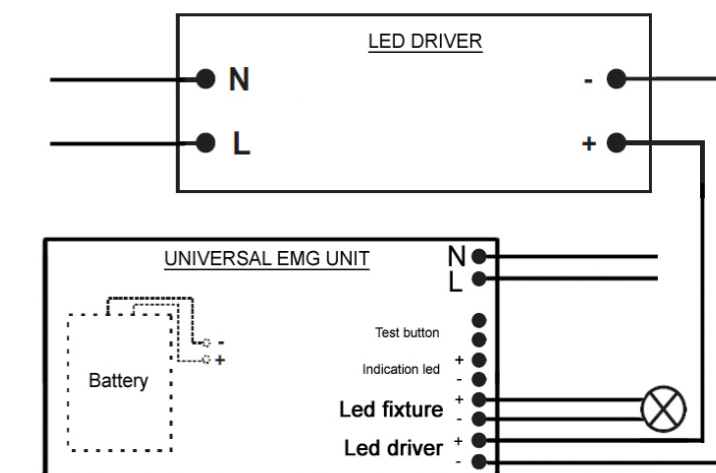 LED DRIVER
N -
L +
UNIVERSAL EMG UNIT
N
L
Test button
-
+
Indication led + -
Battery
Led fixture + -
Led driver + -